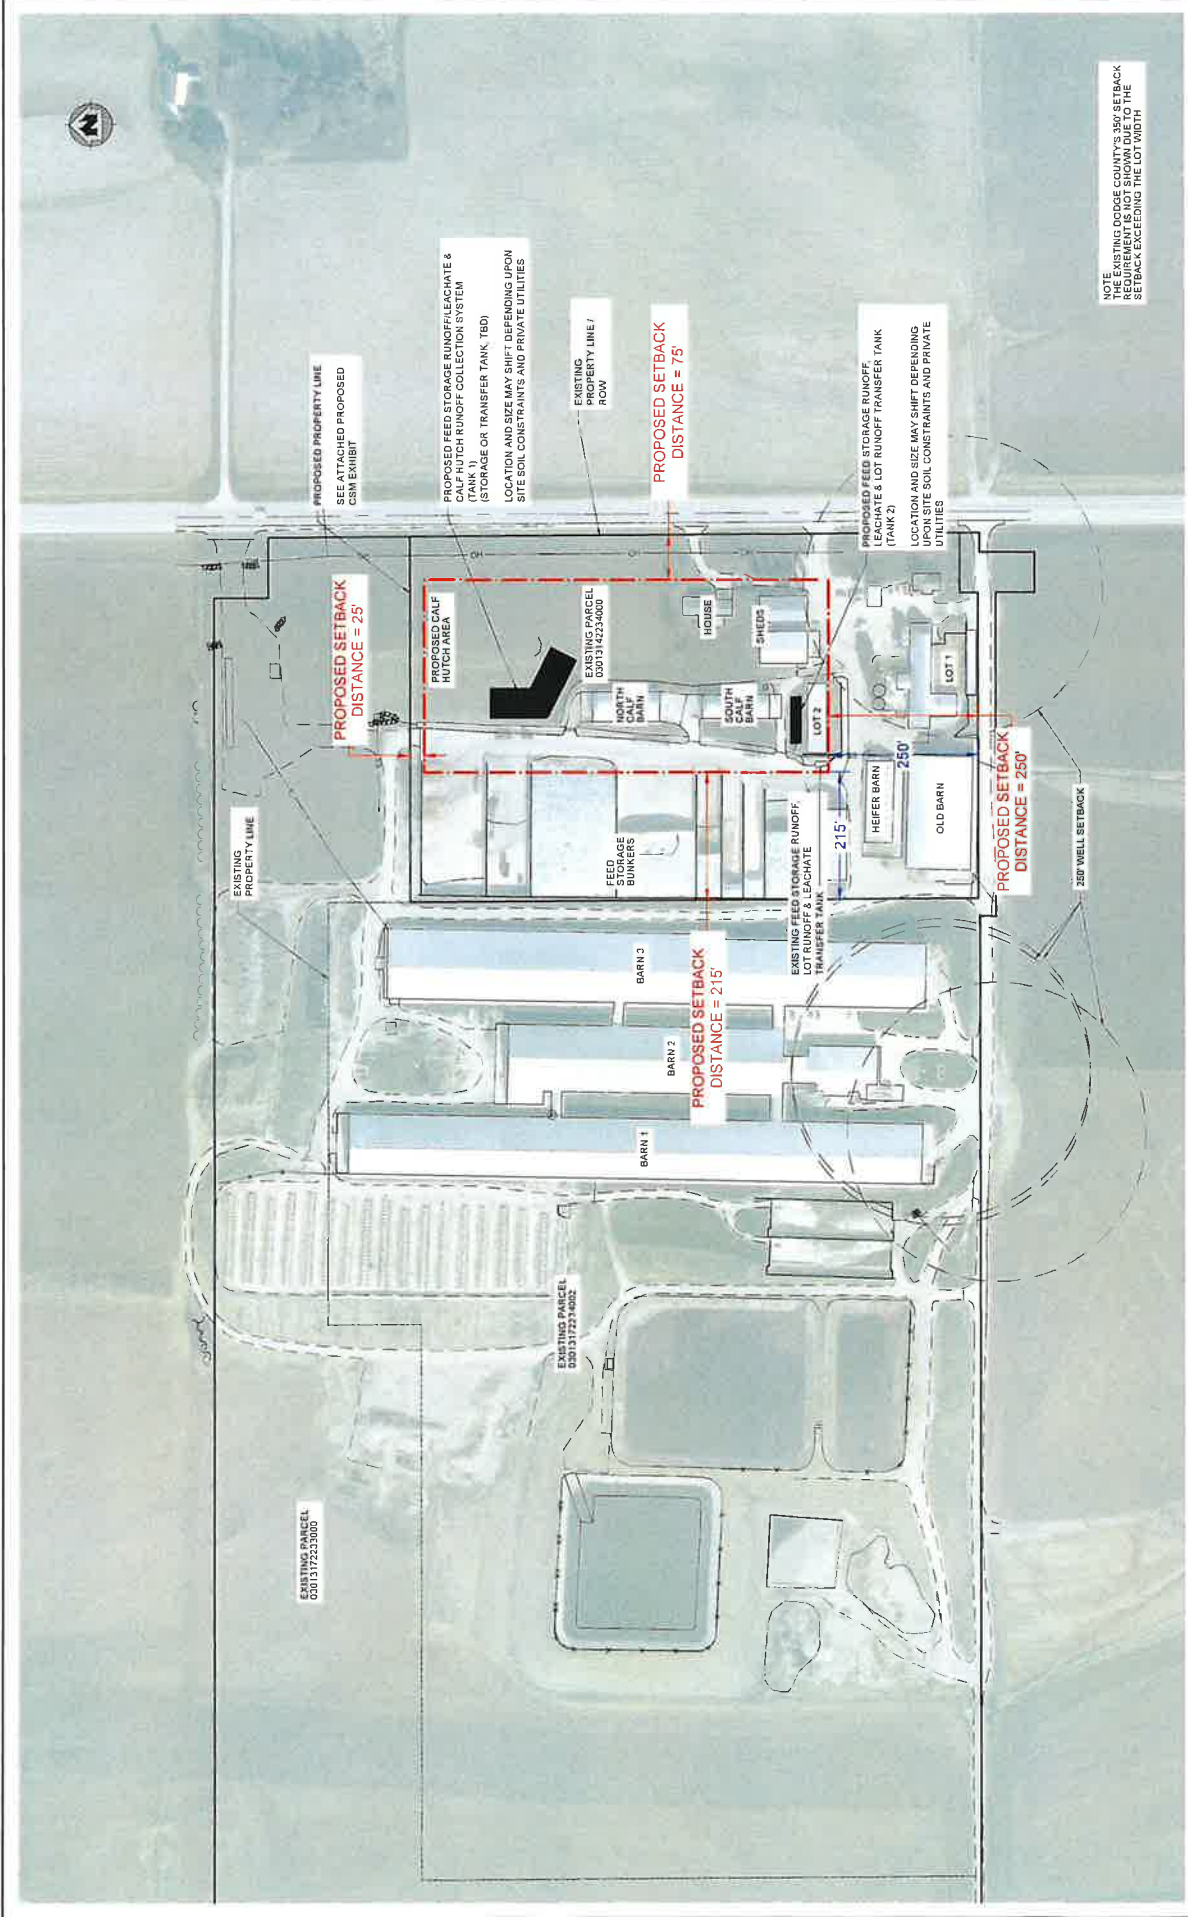 N
NOTE
THE EXISTING DODGE COUNTY'S 350' SETBACK
REQUIREMENT IS NOT SHOWN DUE TO THE
SETBACK EXCEEDING THE LOT WIDTH
PROPOSED PROPERTY LINE
SEE ATTACHED PROPOSED
CSM EXHIBIT
PROPOSED FEED STORAGE RUNOFF/LEACHATE &
CALF HUTCH RUNOFF COLLECTION SYSTEM
(TANK 1)
(STORAGE OR TRANSFER TANK, TBD)
LOCATION AND SIZE MAY SHIFT DEPENDING UPON
SITE SOIL CONSTRAINTS AND PRIVATE UTILITIES
EXISTING
PROPERTY LINE /
ROW
PROPOSED SETBACK
DISTANCE = 75'
PROPOSED FEED STORAGE RUNOFF,
LEACHATE & LOT RUNOFF TRANSFER TANK
(TANK 2)
LOCATION AND SIZE MAY SHIFT DEPENDING
UPON SITE SOIL CONSTRAINTS AND PRIVATE
UTILITIES
PROPOSED SETBACK
DISTANCE = 25'
PROPOSED CALF
HUTCH AREA
EXISTING PARCEL
03013142234000
HOUSE
SHEDS
NORTH
CALF
BARN
SOUTH
CALF
BARN
LOT 2
LOT 1
EXISTING
PROPERTY LINE
FEED
STORAGE
BUNKERS
250'
215'
HEIFER BARN
OLD BARN
PROPOSED SETBACK
DISTANCE = 250'
250' WELL SETBACK
EXISTING FEED STORAGE RUNOFF,
LOT RUNOFF & LEACHATE
TRANSFER TANK
PROPOSED SETBACK
DISTANCE = 215'
BARN 3
BARN 2
BARN 1
EXISTING PARCEL
03013172234002
EXISTING PARCEL
03013172233000